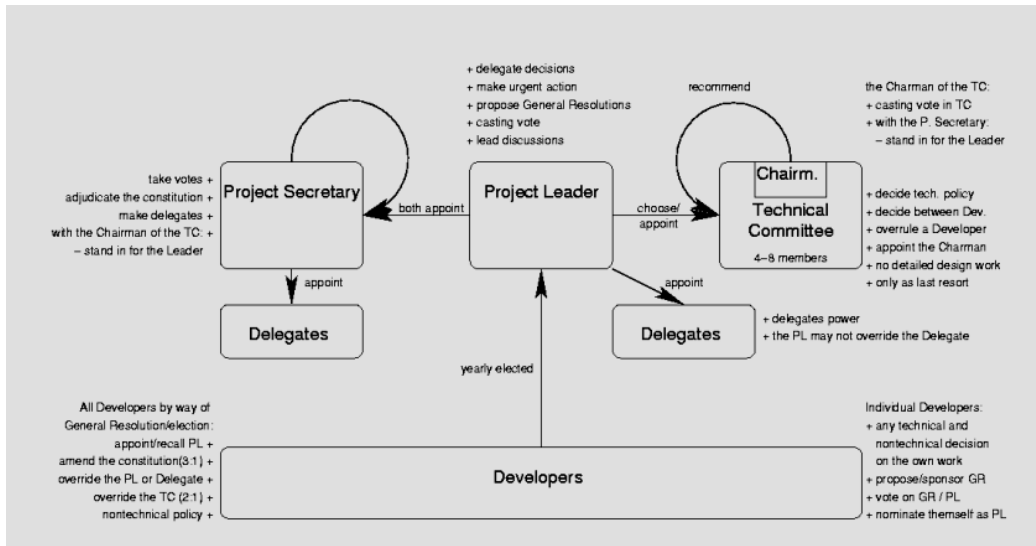 + delegate decisions
+ make urgent action
+ propose General Resolutions
+ casting vote
+ lead discussions
recommend
the Charman of the TC:
+ casting vote in TC
+ with the P. Secretary:
– stand in for the Leader
take votes +
adjudicate the constitution +
make delegates +
with the Chairman of the TC: +
– stand in for the Leader
Project Secretary
both appoint
Project Leader
choose/
appoint
Chairm.
Technical
Committee
4–8 members
+ decide tech. policy
+ decide between Dev.
+ overrule a Developer
+ appoint the Charman
+ no detailed design work
+ only as last resort
appoint
Delegates
appoint
Delegates
+ delegates power
+ the PL may not override the Delegate
yearly elected
All Developers by way of
General Resolution/election:
appoint/recall PL +
amend the constitution(3:1) +
override the PL or Delegate +
override the TC (2:1) +
nontechnical policy +
Developers
Individual Developers:
+ any technical and
nontechnical decision
on the own work
+ propose/sponsor GR
+ vote on GR / PL
+ nominate themself as PL